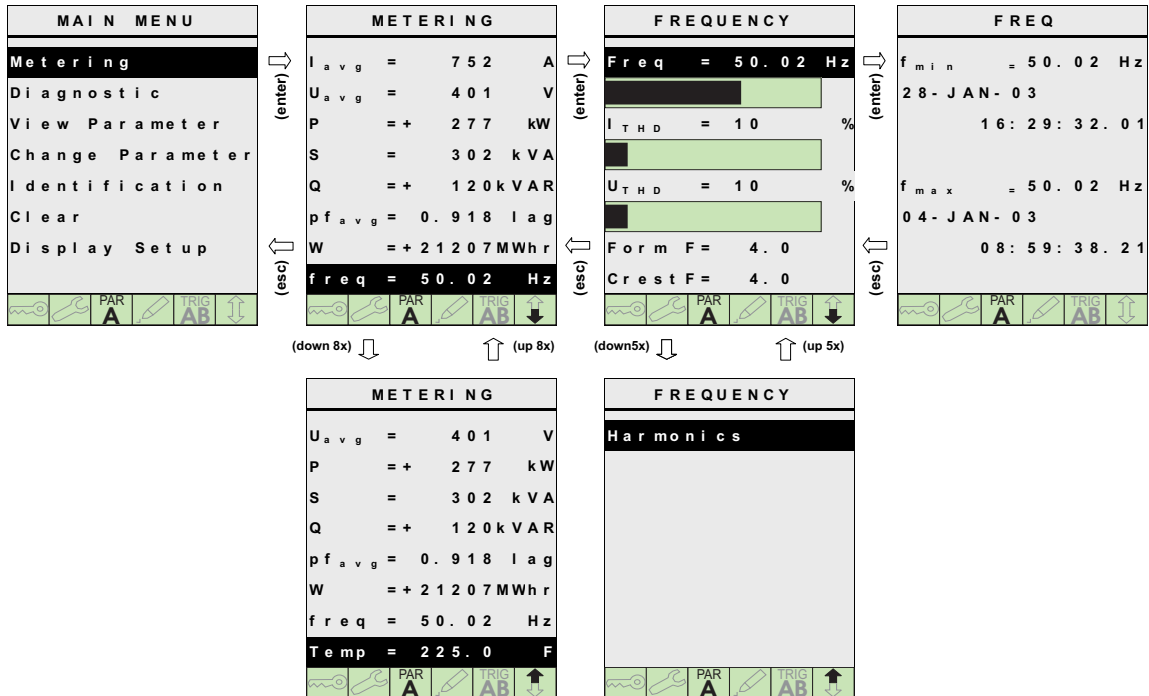 MAIN MENU
Metering
Diagnostic
View Parameter
Change Parameter
Identification
Clear
Display Setup
PAR
A
TRIG
AB
(enter)
(esc)
METERING
Iavg = 752 A
Uavg = 401 V
P =+ 277 kW
S = 302 kVA
Q =+ 120kVAR
pfavg= 0.918 lag
W =+21207MWhr
freq = 50.02 Hz
PAR
A
TRIG
AB
(enter)
(esc)
FREQUENCY
Freq = 50.02 Hz
ITHD = 10 %
UTHD = 10 %
Form F= 4.0
CrestF= 4.0
PAR
A
TRIG
AB
(enter)
(esc)
FREQ
fmin = 50.02 Hz
28-JAN-03
16:29:32.01
fmax = 50.02 Hz
04-JAN-03
08:59:38.21
PAR
A
TRIG
AB
(down 8x)
(up 8x)
(down5x)
(up 5x)
METERING
Uavg = 401 V
P =+ 277 kW
S = 302 kVA
Q =+ 120kVAR
pfavg= 0.918 lag
W =+21207MWhr
freq = 50.02 Hz
Temp = 225.0 F
PAR
A
TRIG
AB
FREQUENCY
Harmonics
PAR
A
TRIG
AB